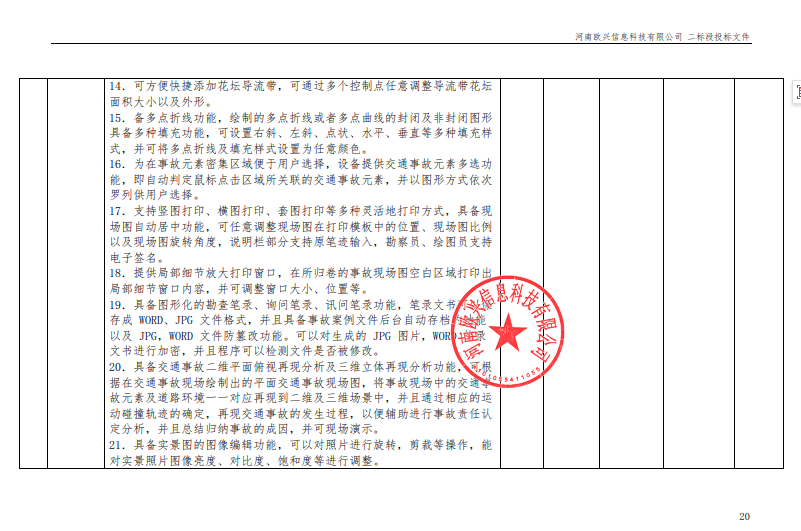 河南欧兴信息科技有限公司 二标段投标文件
14. 可方便快捷添加花坛导流带，可通过多个控制点任意调整导流带花坛
面积大小以及外形。
15. 备多点折线功能，绘制的多点折线或者多点曲线的封闭及非封闭图形
具备多种填充功能，可设置右斜、左斜、点状、水平、垂直等多种填充样
式，并可将多点折线及填充样式设置为任意颜色。
16. 为在事故元素密集区域便于用户选择，设备提供交通事故元素多选功
能，即自动判定鼠标点击区域所关联的交通事故元素，并以图形方式依次
罗列供用户选择。
17. 支持竖图打印、横图打印、套图打印等多种灵活地打印方式，具备现
场图自动居中功能，可任意调整现场图在打印模板中的位置、现场图比例
以及现场图旋转角度，说明栏部分支持原笔迹输入，勘察员、绘图员支持
电子签名。
18. 提供局部细节放大打印窗口，在所归卷的事故现场图空白区域打印出
局部细节窗口内容，并可调整窗口大小、位置等。
19. 具备图形化的勘查笔录、询问笔录、讯问笔录功能，笔录文书 保
存成 WORD、JPG 文件格式，并且具备事故案例文件后台自动存档 功能
以及 JPG，WORD 文件防篡改功能。可以对生成的 JPG 图片，WORD 录
文书进行加密，并且程序可以检测文件是否被修改。
20. 具备交通事故二维平面俯视再现分析及三维立体再现分析功能，可根
据在交通事故现场绘制出的平面交通事故现场图，将事故现场中的交通事
故元素及道路环境一一对应再现到二维及三维场景中，并且通过相应的运
动碰撞轨迹的确定，再现交通事故的发生过程，以便辅助进行事故责任认
定分析，并且总结归纳事故的成因，并可现场演示。
21. 具备实景图的图像编辑功能，可以对照片进行旋转，剪裁等操作，能
对实景照片图像亮度、对比度、饱和度等进行调整。
河南欧兴信息科技有限公司
20